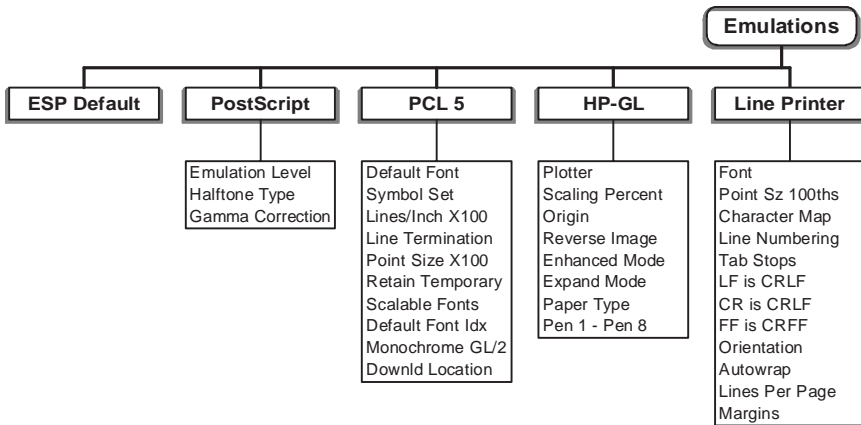 Emulations
ESP Default
PostScript
PCL 5
HP-GL
Line Printer
Emulation Level
Halftone Type
Gamma Correction
Default Font
Symbol Set
Lines/Inch X100
Line Termination
Point Size X100
Retain Temporary
Scalable Fonts
Default Font Idx
Monochrome GL/2
Downld Location
Plotter
Scaling Percent
Origin
Reverse Image
Enhanced Mode
Expand Mode
Paper Type
Pen 1 - Pen 8
Font
Point Sz 100ths
Character Map
Line Numbering
Tab Stops
LF is CRLF
CR is CRLF
FF is CRFF
Orientation
Autowrap
Lines Per Page
Margins